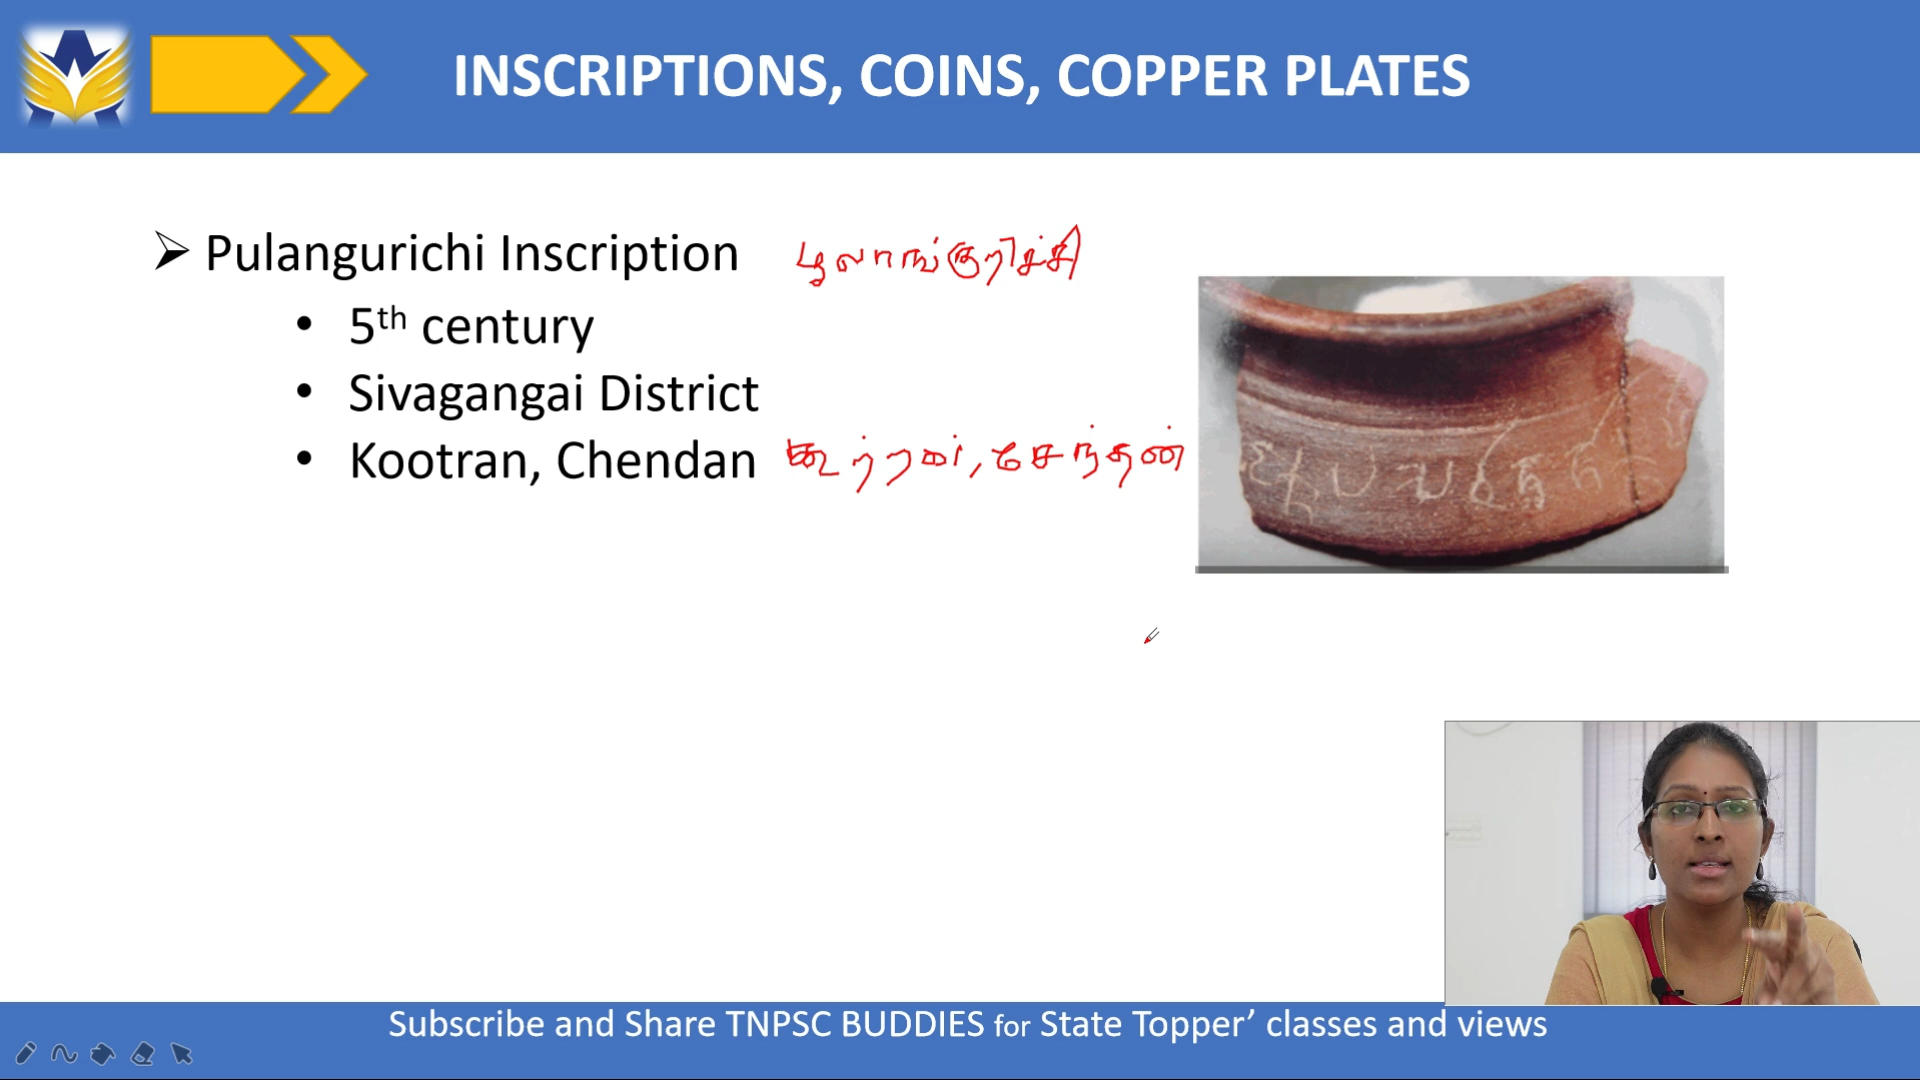 INSCRIPTIONS, COINS, COPPER PLATES
Pulangurichi Inscription பூலாங்குறிச்சி
5th century
Sivagangai District
Kootran, Chendan கூற்றன், சேந்தன்
Subscribe and Share TNPSC BUDDIES for State Topper’ classes and views